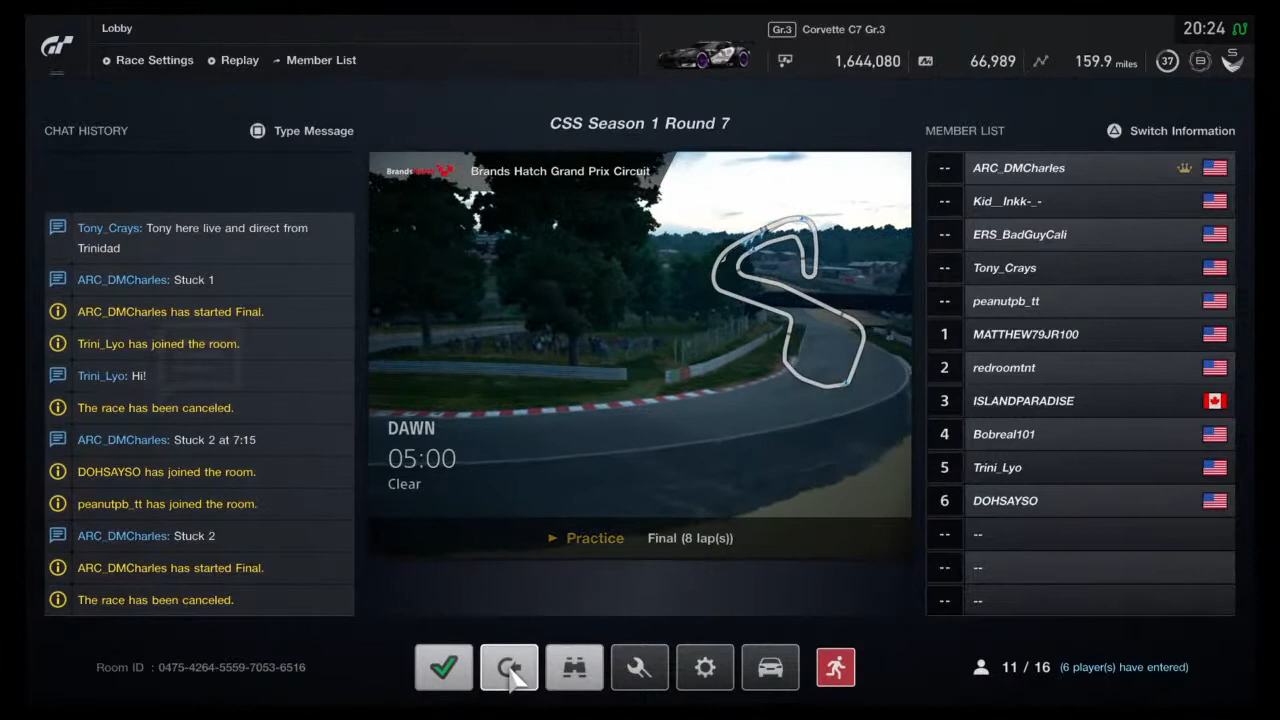 Lobby
Race Settings Replay Member List
Gr.3 Corvette C7 Gr.3
1,644,080 66,989 159.9 miles 37 B S
20:24
CHAT HISTORY Type Message
Tony_Crays: Tony here live and direct from
Trinidad
ARC_DMCharles: Stuck 1
ARC_DMCharles has started Final.
Trini_Lyo has joined the room.
Trini_Lyo: Hi!
The race has been canceled.
ARC_DMCharles: Stuck 2 at 7:15
DOHSAYSO has joined the room.
peanutpb_tt has joined the room.
ARC_DMCharles: Stuck 2
ARC_DMCharles has started Final.
The race has been canceled.
CSS Season 1 Round 7
Brands Hatch Grand Prix Circuit
DAWN
05:00
Clear
Practice Final (8 lap(s))
MEMBER LIST Switch Information
-- ARC_DMCharles
-- Kid__Inkk-_-
-- ERS_BadGuyCali
-- Tony_Crays
-- peanutpb_tt
1 MATTHEW79JR100
2 redroomtnt
3 ISLANDPARADISE
4 Bobreal101
5 Trini_Lyo
6 DOHSAYSO
-- --
-- --
-- --
Room ID : 0475-4264-5559-7053-6516
11 / 16 (6 player(s) have entered)